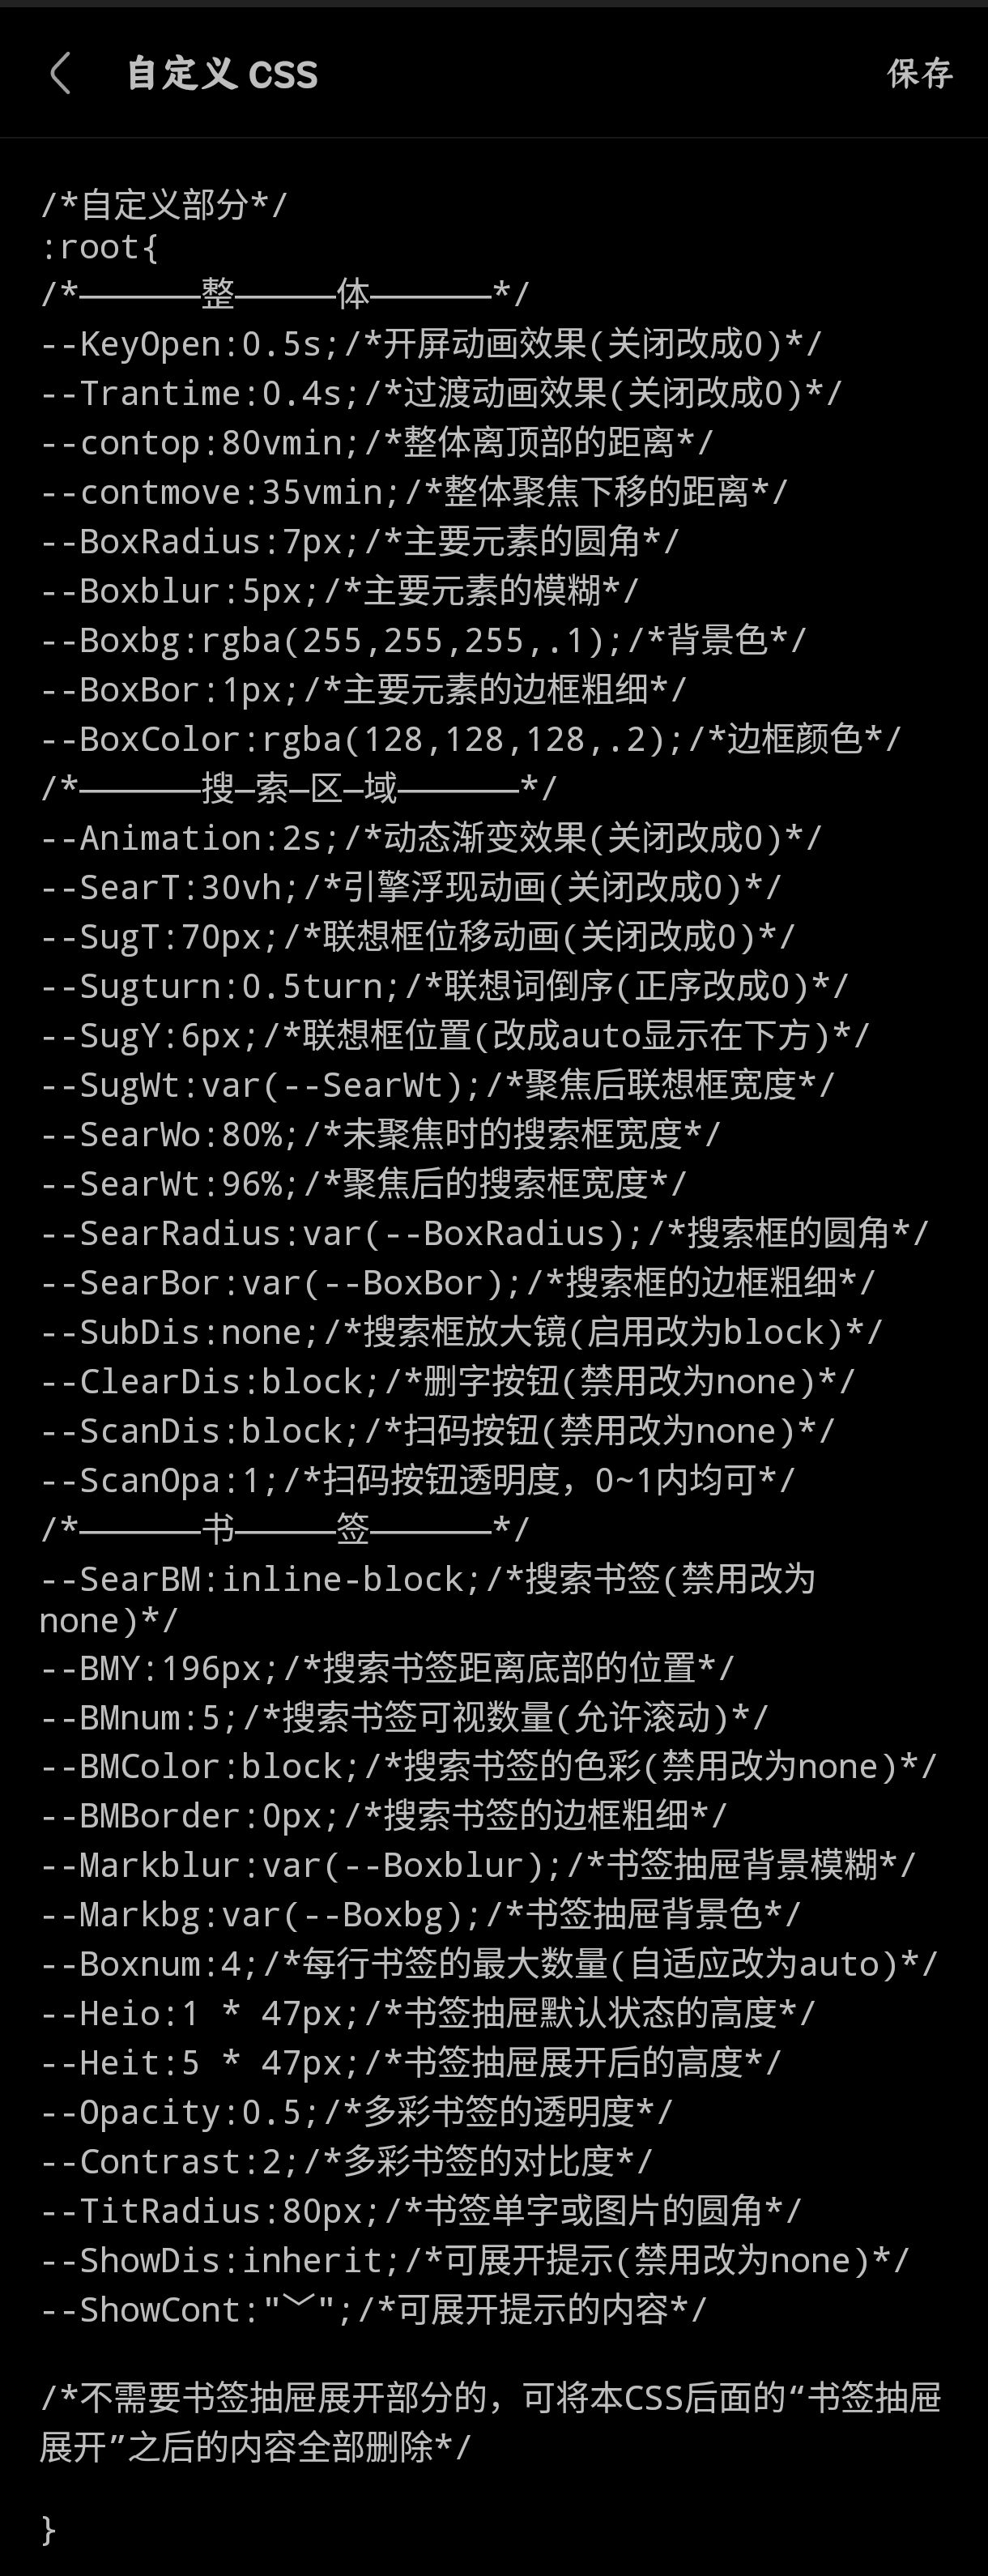 自定义 CSS
保存
/*自定义部分*/
:root{
/*——————整—————体——————*/
--KeyOpen:0.5s;/*开屏动画效果(关闭改成0)*/
--Trantime:0.4s;/*过渡动画效果(关闭改成0)*/
--contop:80vmin;/*整体离顶部的距离*/
--contmove:35vmin;/*整体聚焦下移的距离*/
--BoxRadius:7px;/*主要元素的圆角*/
--Boxblur:5px;/*主要元素的模糊*/
--Boxbg:rgba(255,255,255,.1);/*背景色*/
--BoxBor:1px;/*主要元素的边框粗细*/
--BoxColor:rgba(128,128,128,.2);/*边框颜色*/
/*——————搜—索—区—域——————*/
--Animation:2s;/*动态渐变效果(关闭改成0)*/
--SearT:30vh;/*引擎浮现动画(关闭改成0)*/
--SugT:70px;/*联想框位移动画(关闭改成0)*/
--Sugturn:0.5turn;/*联想词倒序(正序改成0)*/
--SugY:6px;/*联想框位置(改成auto显示在下方)*/
--SugWt:var(--SearWt);/*聚焦后联想框宽度*/
--SearWo:80%;/*未聚焦时的搜索框宽度*/
--SearWt:96%;/*聚焦后的搜索框宽度*/
--SearRadius:var(--BoxRadius);/*搜索框的圆角*/
--SearBor:var(--BoxBor);/*搜索框的边框粗细*/
--SubDis:none;/*搜索框放大镜(启用改为block)*/
--ClearDis:block;/*删字按钮(禁用改为none)*/
--ScanDis:block;/*扫码按钮(禁用改为none)*/
--ScanOpa:1;/*扫码按钮透明度，0~1内均可*/
/*——————书—————签——————*/
--SearBM:inline-block;/*搜索书签(禁用改为
none)*/
--BMY:196px;/*搜索书签距离底部的位置*/
--BMnum:5;/*搜索书签可视数量(允许滚动)*/
--BMColor:block;/*搜索书签的色彩(禁用改为none)*/
--BMBorder:0px;/*搜索书签的边框粗细*/
--Markblur:var(--Boxblur);/*书签抽屉背景模糊*/
--Markbg:var(--Boxbg);/*书签抽屉背景色*/
--Boxnum:4;/*每行书签的最大数量(自适应改为auto)*/
--Heio:1 * 47px;/*书签抽屉默认状态的高度*/
--Heit:5 * 47px;/*书签抽屉展开后的高度*/
--Opacity:0.5;/*多彩书签的透明度*/
--Contrast:2;/*多彩书签的对比度*/
--TitRadius:80px;/*书签单字或图片的圆角*/
--ShowDis:inherit;/*可展开提示(禁用改为none)*/
--ShowCont:"﹀";/*可展开提示的内容*/
/*不需要书签抽屉展开部分的，可将本CSS后面的“书签抽屉
展开”之后的内容全部删除*/
}